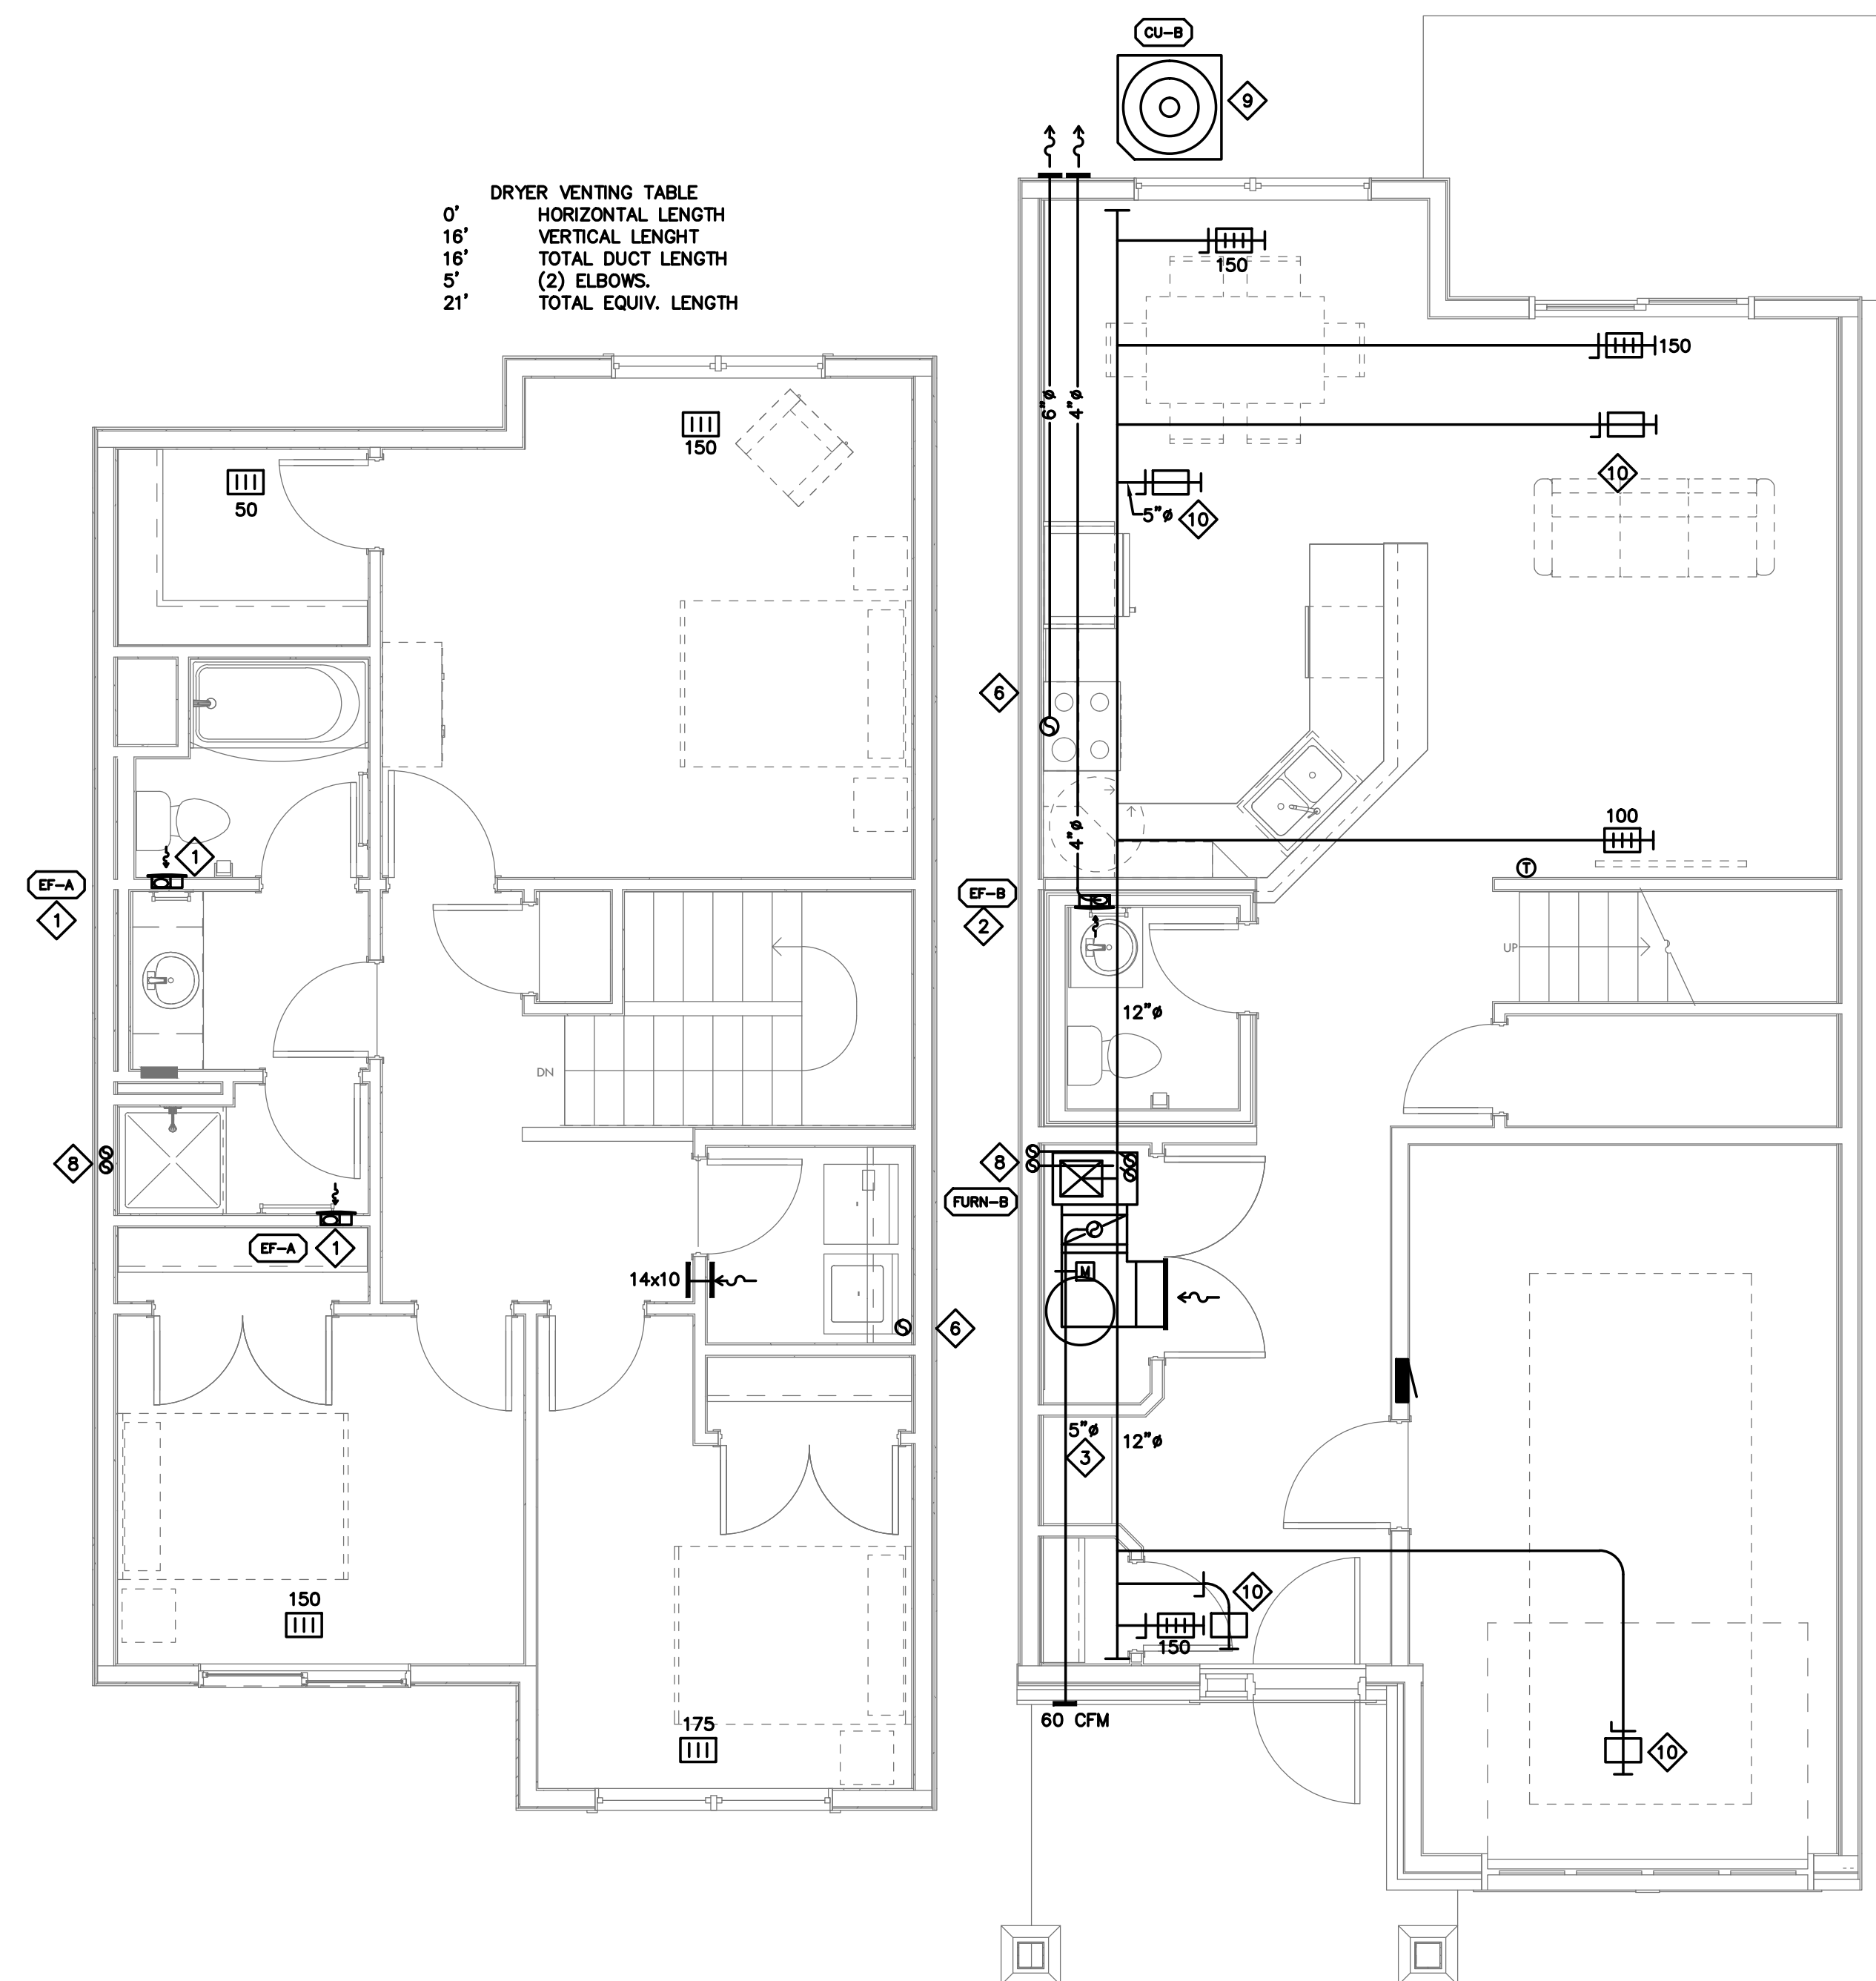 CU-B
9
DRYER VENTING TABLE
0' HORIZONTAL LENGTH
16' VERTICAL LENGHT
16' TOTAL DUCT LENGTH
5' (2) ELBOWS.
21' TOTAL EQUIV. LENGTH
150
50
1
EF-A
1
DN
8
EF-A
1
14x10
6
150
175
150
150
6"ø
4"ø
10
5"ø
10
6
4"ø
100
T
EF-B
2
UP
12"ø
8
FURN-B
M
5"ø
3
12"ø
10
150
60 CFM
10